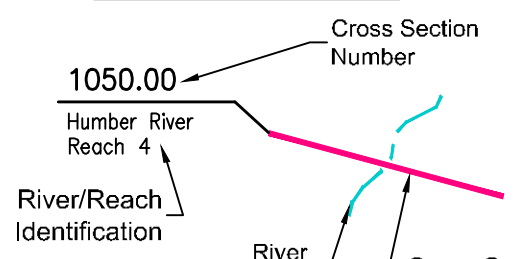 Cross Section
Number
1050.00
Humber River
Reach 4
River/Reach
Identification
River